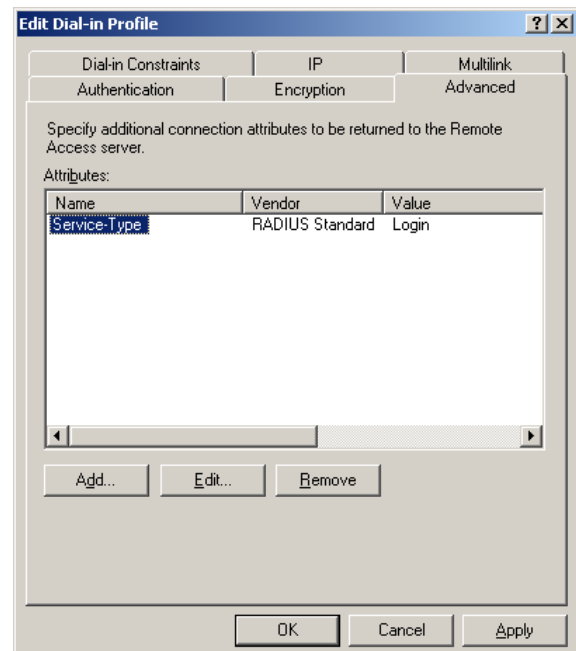 Edit Dial-in Profile
Dial-in Constraints IP Multilink
Authentication Encryption Advanced
Specify additional connection attributes to be returned to the Remote
Access server.
Attributes:
Name Vendor Value
Service-Type RADIUS Standard Login
Add... Edit... Remove
OK Cancel Apply